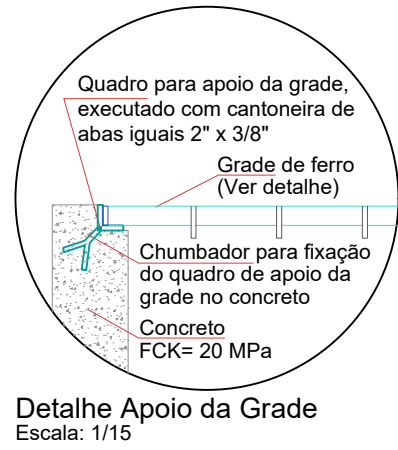 Quadro para apoio da grade,
executado com cantoneira de
abas iguais 2" x 3/8"
Grade de ferro
(Ver detalhe)
Chumbador para fixação
do quadro de apoio da
grade no concreto
Concreto
FCK= 20 MPa
Detalhe Apoio da Grade
Escala: 1/15